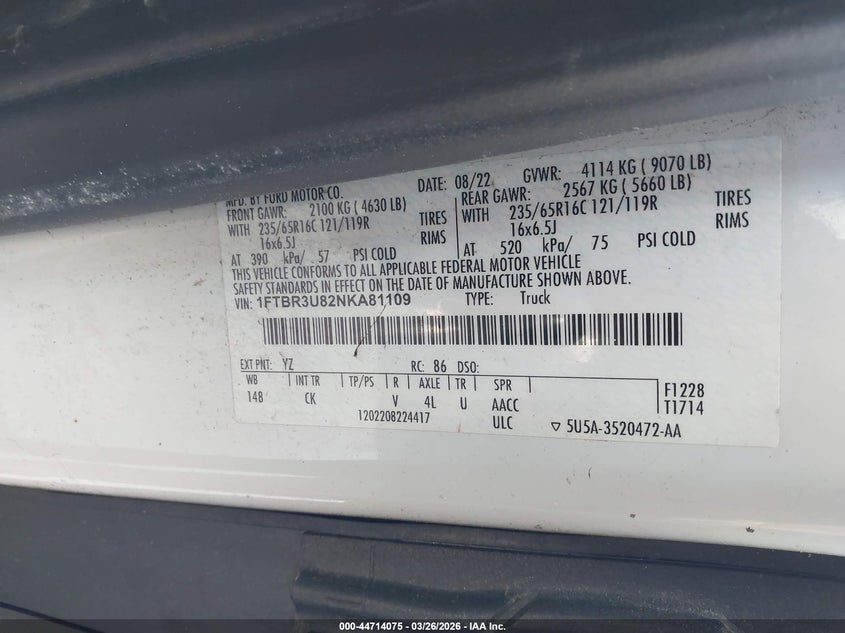 MFD. BY FORD MOTOR CO.
DATE: 08/22 GVWR: 4114 KG ( 9070 LB)
FRONT GAWR: 2100 KG ( 4630 LB)
WITH 235/65R16C 121/119R TIRES
16x6.5J RIMS
AT 390 kPa/ 57 PSI COLD
REAR GAWR: 2567 KG ( 5660 LB)
WITH 235/65R16C 121/119R TIRES
16x6.5J RIMS
AT 520 kPa/ 75 PSI COLD
THIS VEHICLE CONFORMS TO ALL APPLICABLE FEDERAL MOTOR VEHICLE
SAFETY STANDARDS IN EFFECT ON THE DATE OF MANUFACTURE SHOWN ABOVE.
VIN: 1FTBR3U82NKA81109 TYPE: Truck
EXT PNT: YZ RC: 86 DSO:
WB INT TR TP/PS R AXLE TR SPR
148 CK V 4L U AACC
F1228
T1714
1202208224417 ULC 5U5A-3520472-AA
000-44714075 - 03/26/2026 - IAA Inc.